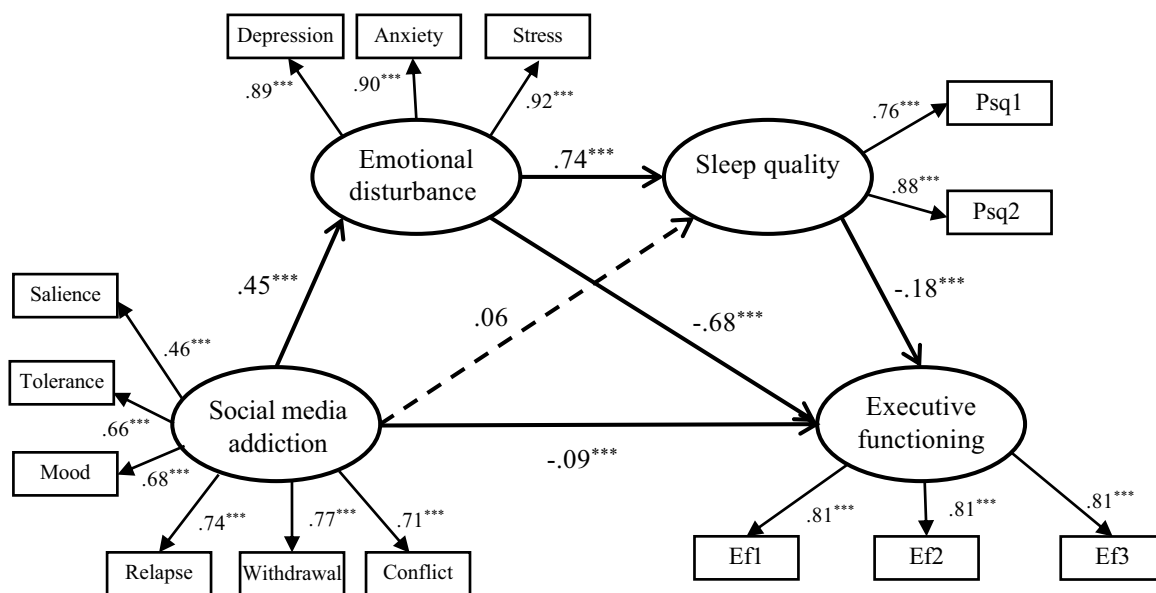 Depression
Anxiety
Stress
.89***
.90***
.92***
Psq1
.76***
Emotional
disturbance
.74***
Sleep quality
.88***
Psq2
Salience
.45***
.06
-.68***
-.18***
.46***
Tolerance
Social media
addiction
Executive
functioning
.66***
Mood
.68***
-.09***
.74***
.77***
.71***
.81***
.81***
.81***
Relapse
Withdrawal
Conflict
Ef1
Ef2
Ef3